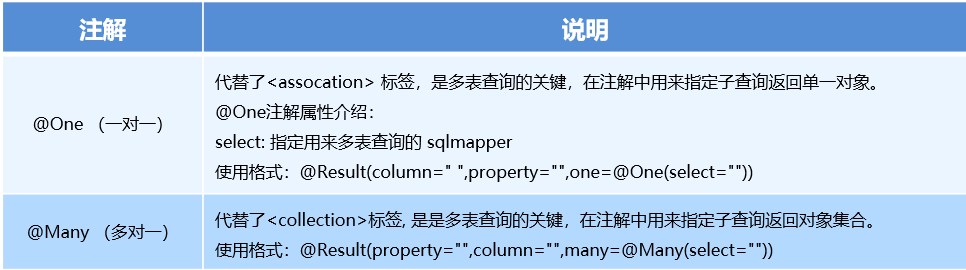 注解
说明
@One （一对一）
代替了<assocation> 标签，是多表查询的关键，在注解中用来指定子查询返回单一对象。
@One注解属性介绍：
select: 指定用来多表查询的 sqlmapper
使用格式：@Result(column=" ",property="",one=@One(select=""))
@Many （多对一）
代替了<collection>标签, 是是多表查询的关键，在注解中用来指定子查询返回对象集合。
使用格式：@Result(property="",column="",many=@Many(select=""))